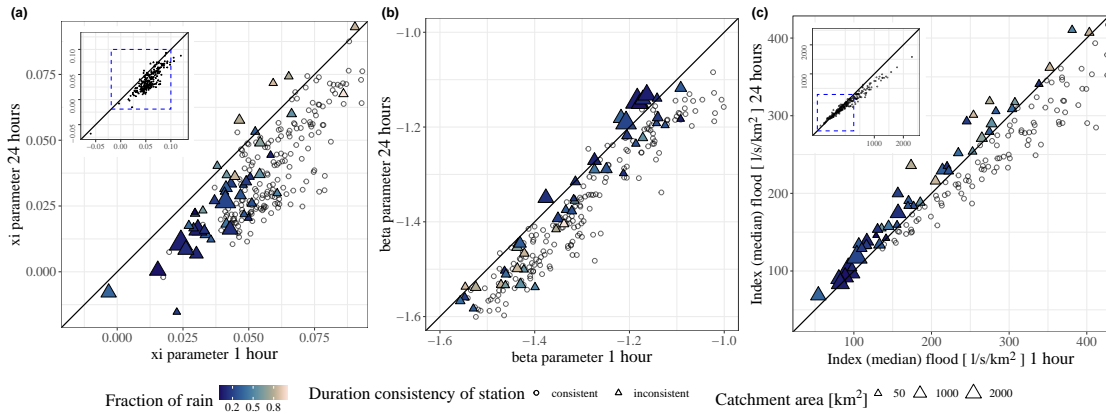 (a)
(b)
(c)
xi parameter 24 hours
0.075
0.050
0.025
0.000
0.000
0.025
0.050
0.075
xi parameter 1 hour
0.10
0.05
0.00
−0.05
−0.05
0.00
0.05
0.10
beta parameter 24 hours
−1.0
−1.2
−1.4
−1.6
−1.6
−1.4
−1.2
−1.0
beta parameter 1 hour
Index (median) flood [ l/s/km² ] 24 hours
400
300
200
100
100
200
300
400
Index (median) flood [ l/s/km² ] 1 hour
2000
1000
1000
2000
Fraction of rain
0.2 0.4 0.8
Duration consistency of station
consistent
inconsistent
Catchment area [km²]
50
1000
2000